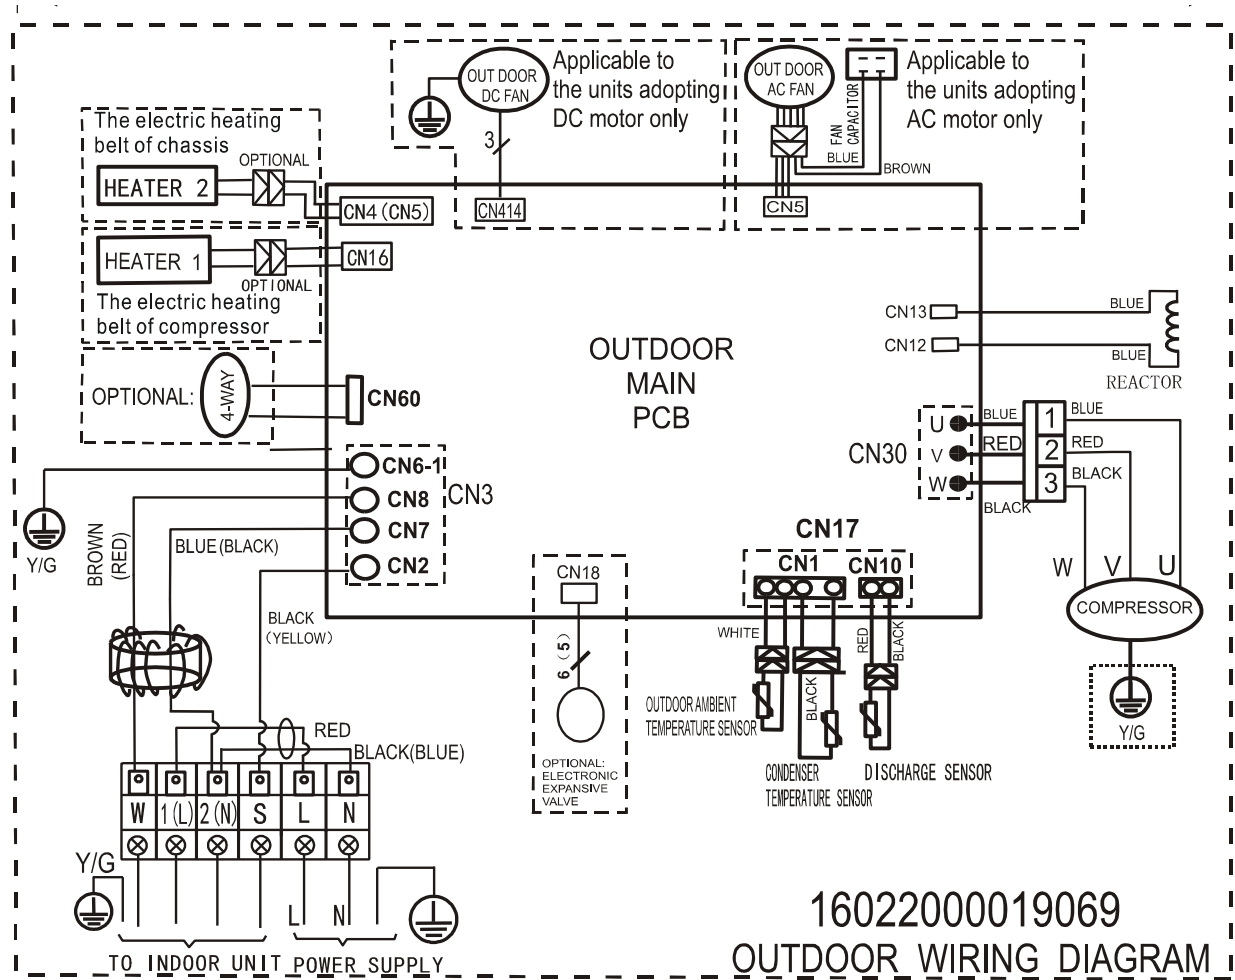 OUT DOOR
DC FAN
3
CN414
Applicable to
the units adopting
DC motor only
OUT DOOR
AC FAN
FAN
CAPACITOR
BLUE
BROWN
CN5
Applicable to
the units adopting
AC motor only
The electric heating
belt of chassis
OPTIONAL
HEATER 2
CN4 (CN5)
HEATER 1
CN16
OPTIONAL
The electric heating
belt of compressor
OPTIONAL:
4-WAY
CN60
OUTDOOR
MAIN
PCB
CN13
BLUE
CN12
BLUE
REACTOR
CN30
U
V
W
BLUE
RED
BLACK
1
2
3
BLUE
RED
BLACK
W
V
U
COMPRESSOR
Y/G
CN6-1
CN8
CN7
CN2
CN3
Y/G
BROWN
(RED)
BLUE(BLACK)
BLACK
(YELLOW)
CN18
6 (5)
OPTIONAL:
ELECTRONIC
EXPANSIVE
VALVE
CN17
CN1
CN10
WHITE
BLACK
RED
BLACK
OUTDOOR AMBIENT
TEMPERATURE SENSOR
CONDENSER
TEMPERATURE SENSOR
DISCHARGE SENSOR
RED
BLACK(BLUE)
W
1(L)
2(N)
S
L
N
Y/G
L
N
TO INDOOR UNIT
POWER SUPPLY
16022000019069
OUTDOOR WIRING DIAGRAM